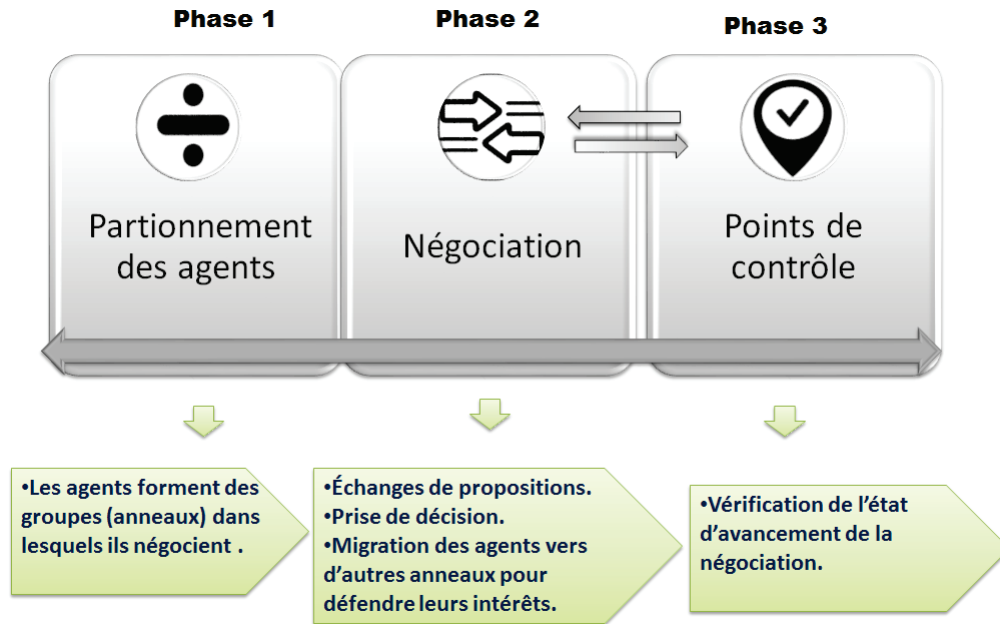 Phase 1
Phase 2
Phase 3
Partionnement
des agents
Négociation
Points de
contrôle
•Les agents forment des
groupes (anneaux) dans
lesquels ils négocient .
•Échanges de propositions.
•Prise de décision.
•Migration des agents vers
d’autres anneaux pour
défendre leurs intérêts.
•Vérification de l’état
d’avancement de la
négociation.